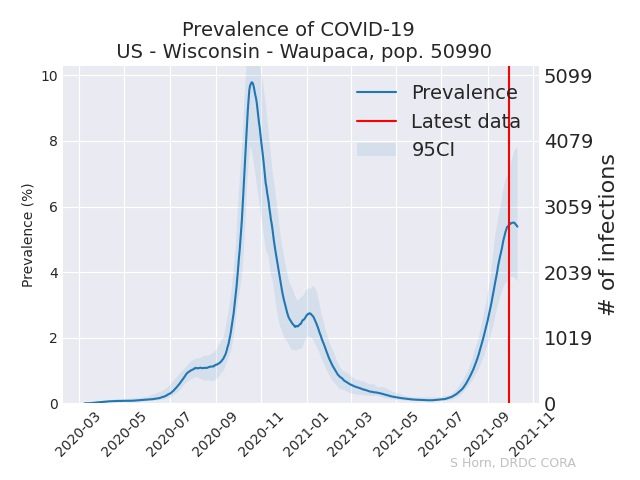 Prevalence of COVID-19
US - Wisconsin - Waupaca, pop. 50990
Prevalence
Latest data
95CI
Prevalence (%)
10
8
6
4
2
0
# of infections
5099
4079
3059
2039
1019
0
2020-03
2020-05
2020-07
2020-09
2020-11
2021-01
2021-03
2021-05
2021-07
2021-09
2021-11
S Horn, DRDC CORA